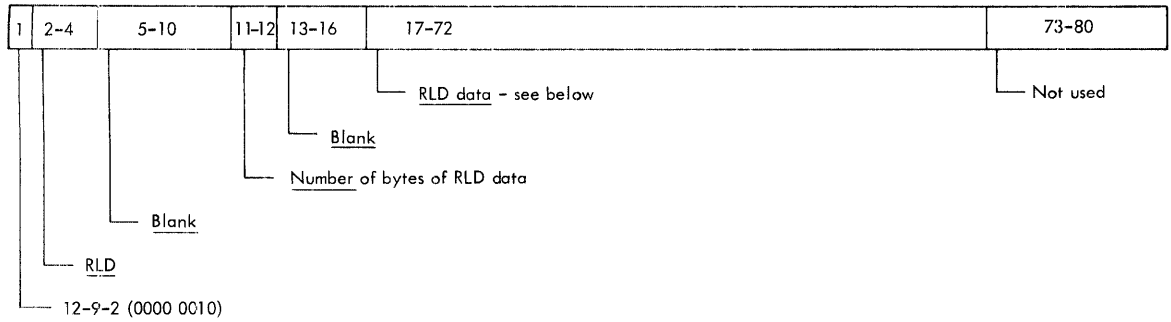 1 2-4 5-10 11-12 13-16 17-72 73-80
RLD data - see below
Not used
Blank
Number of bytes of RLD data
Blank
RLD
12-9-2 (0000 0010)